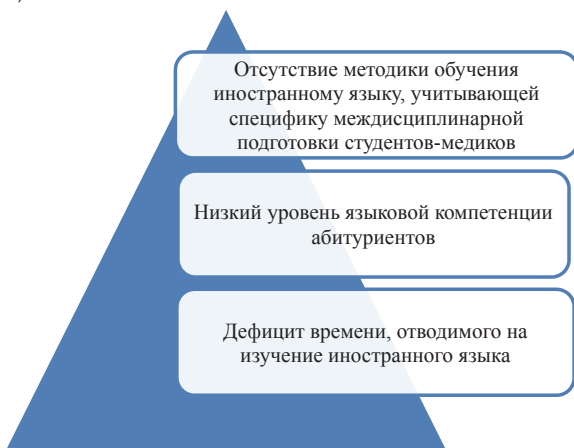 Отсутствие методики обучения
иностранному языку, учитывающей
специфику междисциплинарной
подготовки студентов-медиков
Низкий уровень языковой компетенции
абитуриентов
Дефицит времени, отводимого на
изучение иностранного языка